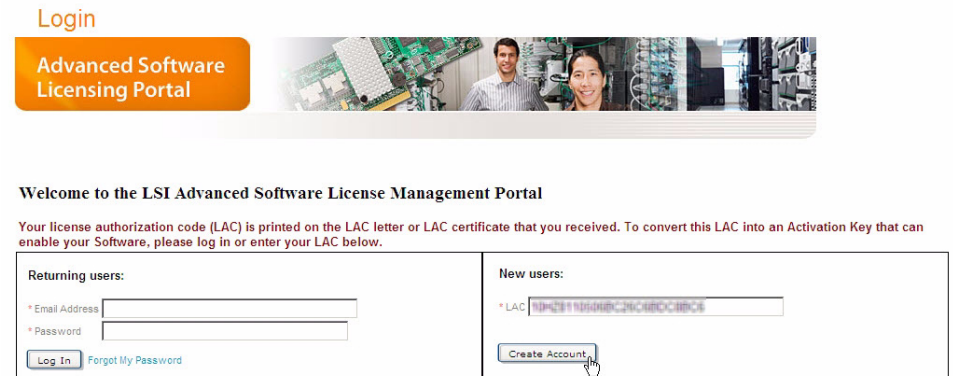 Login
Advanced Software
Licensing Portal
Welcome to the LSI Advanced Software License Management Portal
Your license authorization code (LAC) is printed on the LAC letter or LAC certificate that you received. To convert this LAC into an Activation Key that can
enable your Software, please log in or enter your LAC below.
Returning users:
* Email Address
* Password
Log In Forgot My Password
New users:
* LAC
Create Account